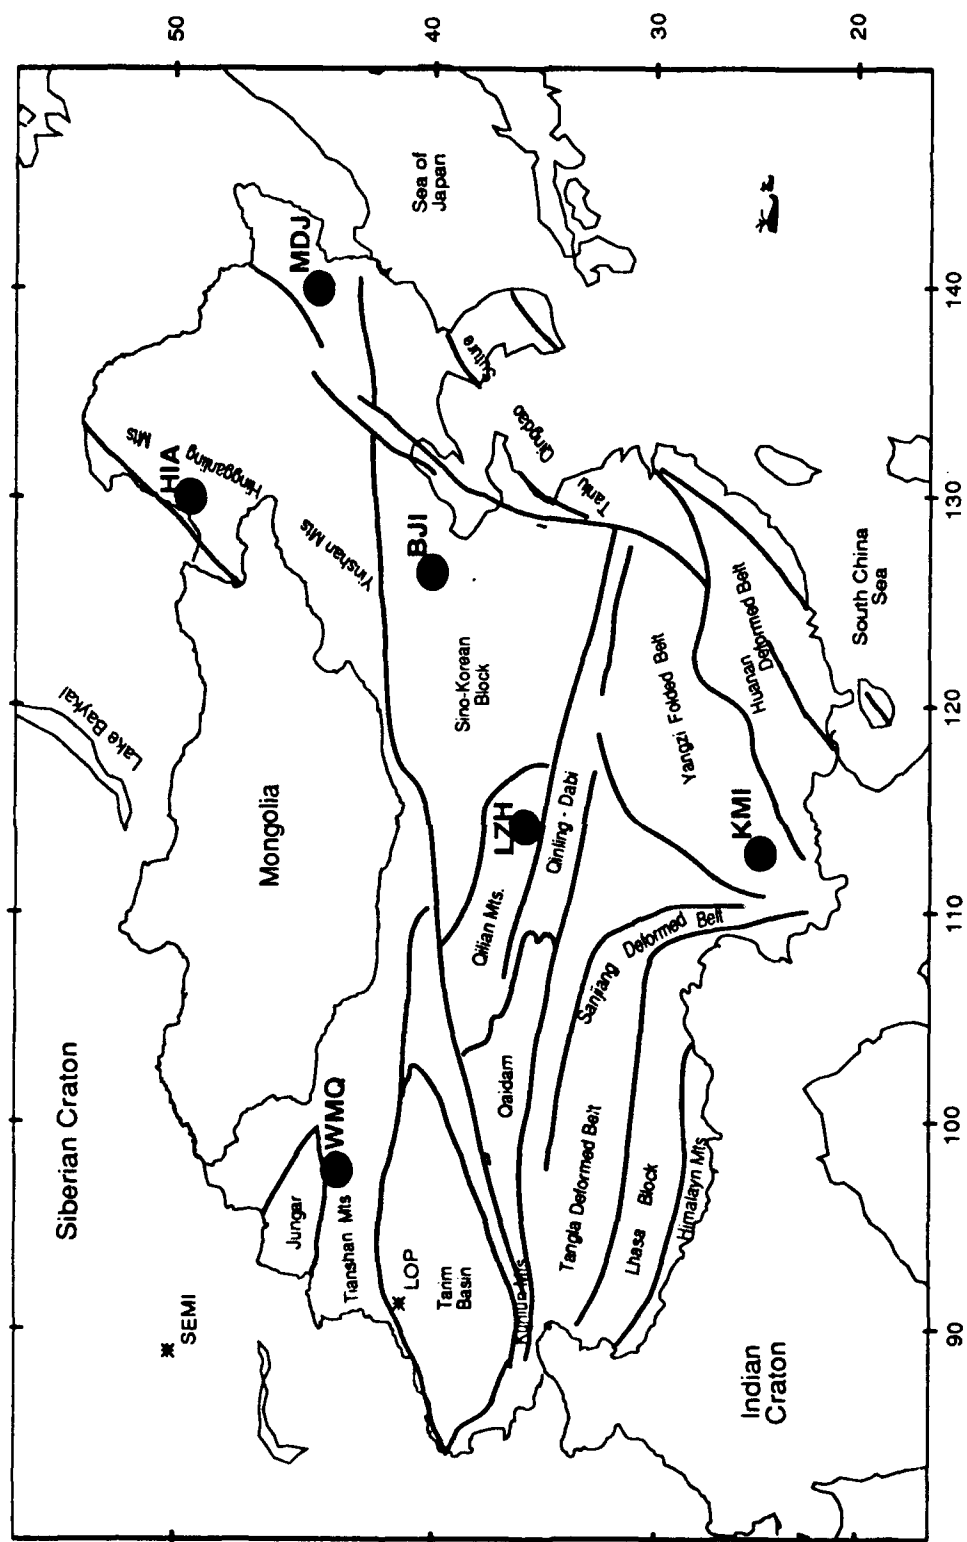 50
40
30
20
140
130
120
110
100
90
Siberian Craton
SEMI
Lake Baykal
Mongolia
Hingganling
Mts
HIA
MDJ
Sea of
Japan
Yinshan Mts
BJI
Suture
Qingdao
Tanlu
Sino-Korean
Block
Jungar
WMQ
Tianshan Mts
LOP
Tarim
Basin
Kunlun Mts
Qaidam
Qilian Mts.
LZH
Qinling - Dabi
Yangzi Folded Belt
Huanan
Deformed Belt
South China
Sea
KMI
Sanjiang Deformed Belt
Tangla Deformed Belt
Lhasa Block
Himalayn Mts
Indian
Craton